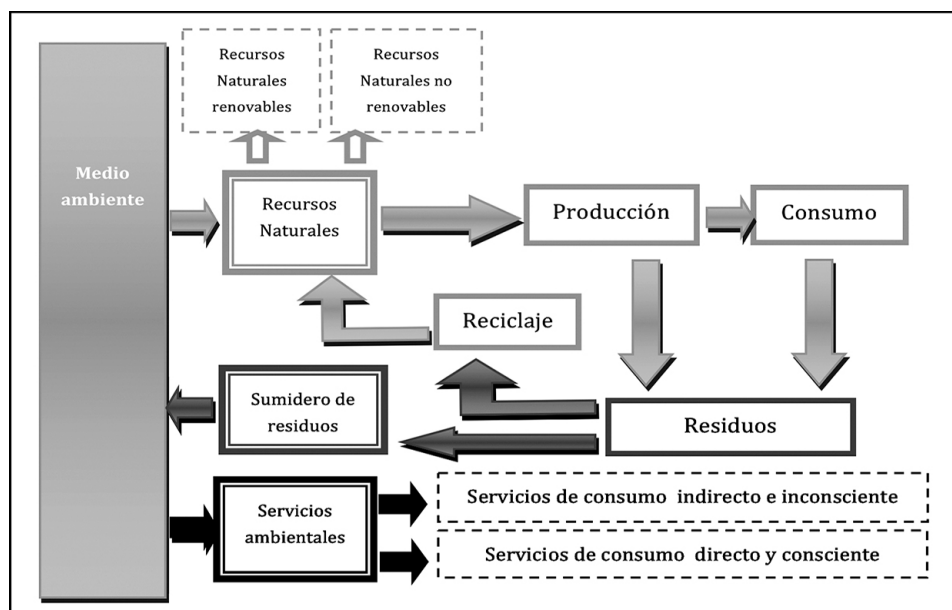 Recursos
Naturales
renovables
Recursos
Naturales no
renovables
Medio
ambiente
Recursos
Naturales
Producción
Consumo
Reciclaje
Sumidero de
residuos
Residuos
Servicios
ambientales
Servicios de consumo indirecto e inconsciente
Servicios de consumo directo y consciente